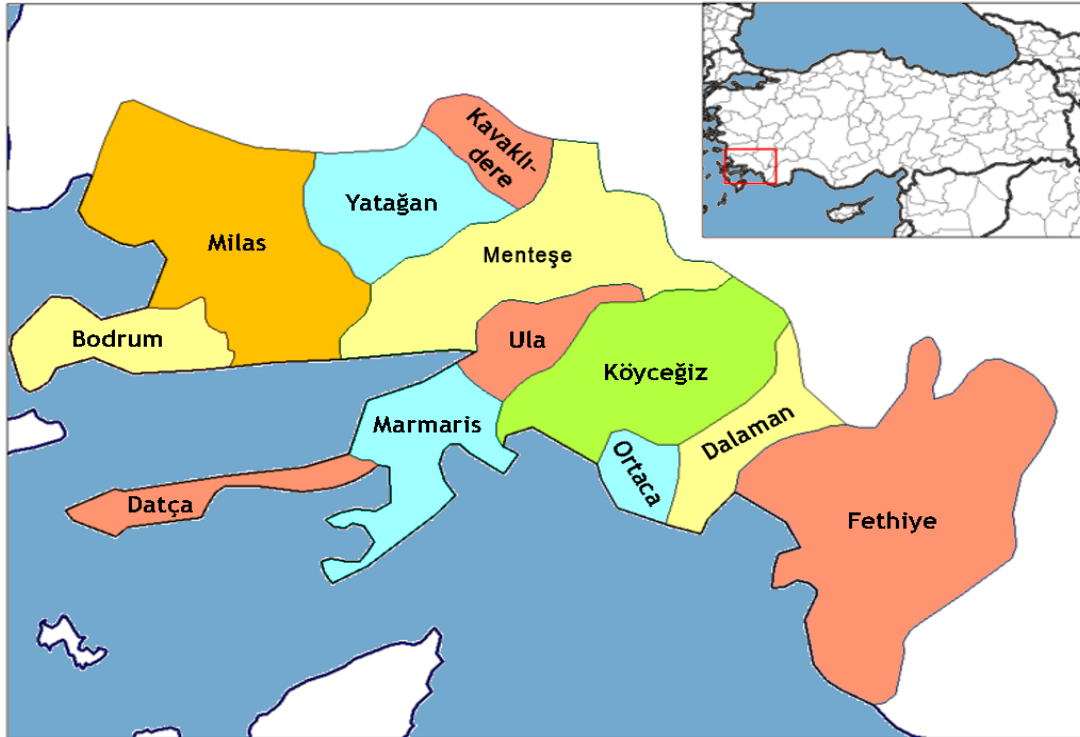 Kavaklı-
dere
Yatağan
Milas
Menteşe
Bodrum
Ula
Köyceğiz
Marmaris
Dalaman
Ortaca
Datça
Fethiye